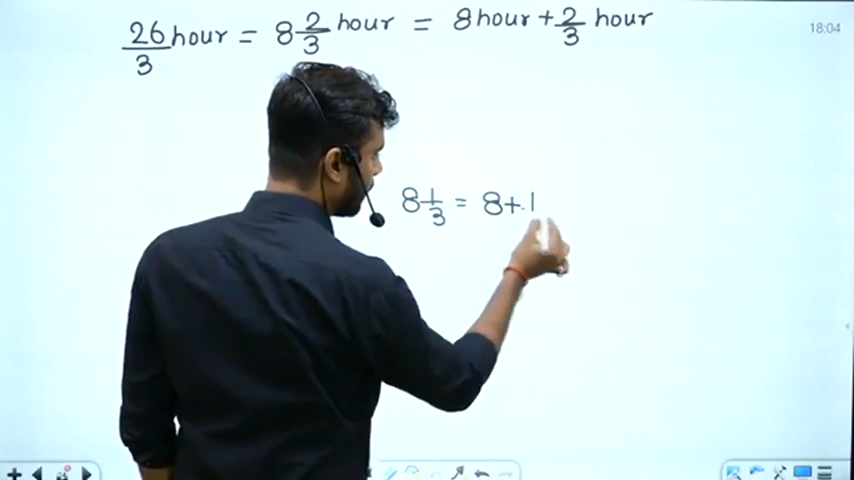 26/3 hour = 8 2/3 hour = 8 hour + 2/3 hour
18:04
8 1/3 = 8 + 1